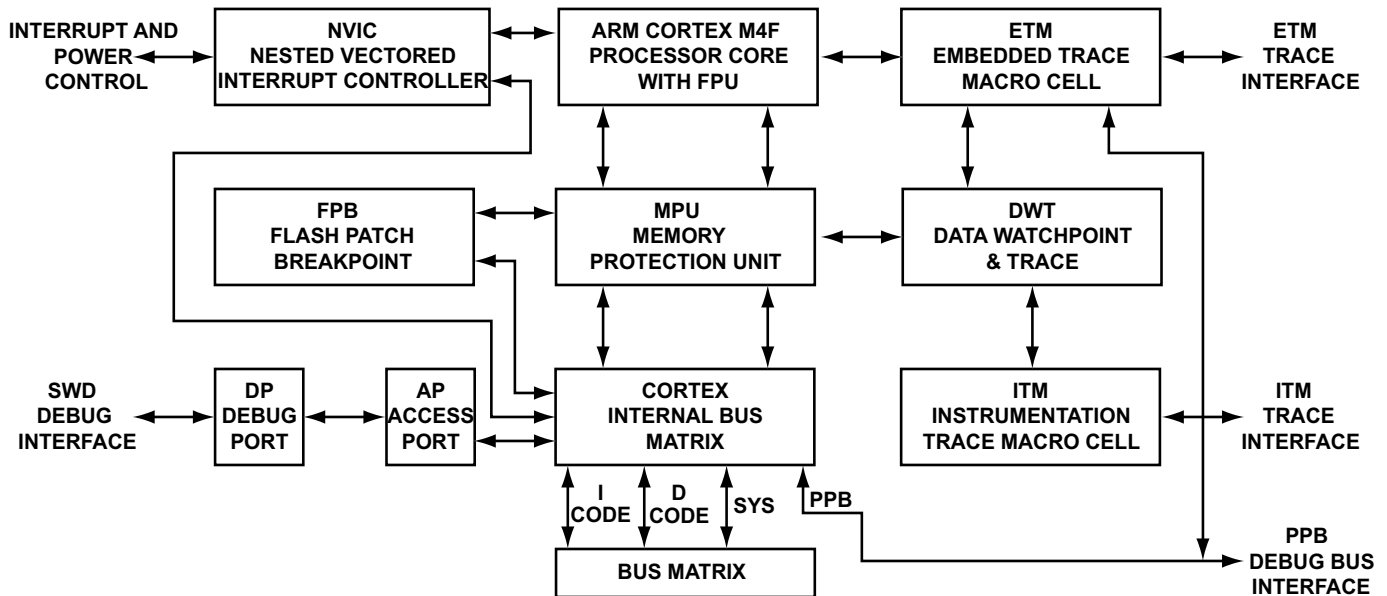 INTERRUPT AND
POWER
CONTROL
NVIC
NESTED VECTORED
INTERRUPT CONTROLLER
ARM CORTEX M4F
PROCESSOR CORE
WITH FPU
ETM
EMBEDDED TRACE
MACRO CELL
ETM
TRACE
INTERFACE
FPB
FLASH PATCH
BREAKPOINT
MPU
MEMORY
PROTECTION UNIT
DWT
DATA WATCHPOINT
& TRACE
SWD
DEBUG
INTERFACE
DP
DEBUG
PORT
AP
ACCESS
PORT
CORTEX
INTERNAL BUS
MATRIX
ITM
INSTRUMENTATION
TRACE MACRO CELL
ITM
TRACE
INTERFACE
I
CODE
D
CODE
SYS
PPB
BUS MATRIX
PPB
DEBUG BUS
INTERFACE